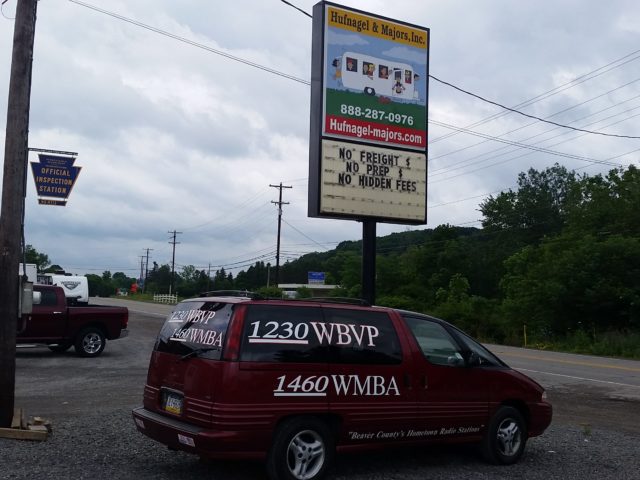 Hufnagel & Majors, Inc.
888-287-0976
Hufnagel-majors.com
NO FREIGHT $
NO PREP $
NO HIDDEN FEES
OFFICIAL
INSPECTION
STATION
1230 WBVP
1460 WMBA
1230 WBVP
1460 WMBA
"Beaver County's Hometown Radio Stations"